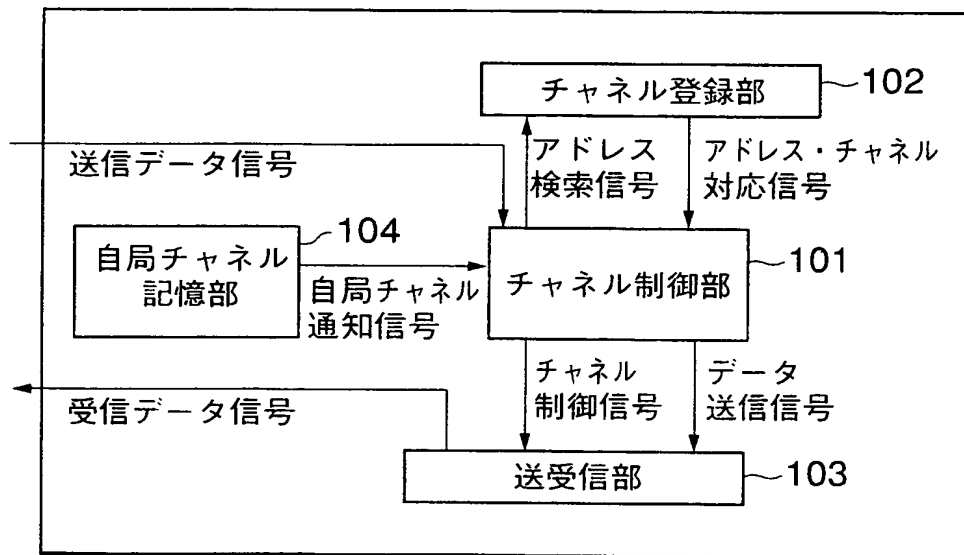 チャネル登録部
102
送信データ信号
アドレス
検索信号
アドレス・チャネル
対応信号
自局チャネル
記憶部
104
自局チャネル
通知信号
チャネル制御部
101
受信データ信号
チャネル
制御信号
データ
送信信号
送受信部
103